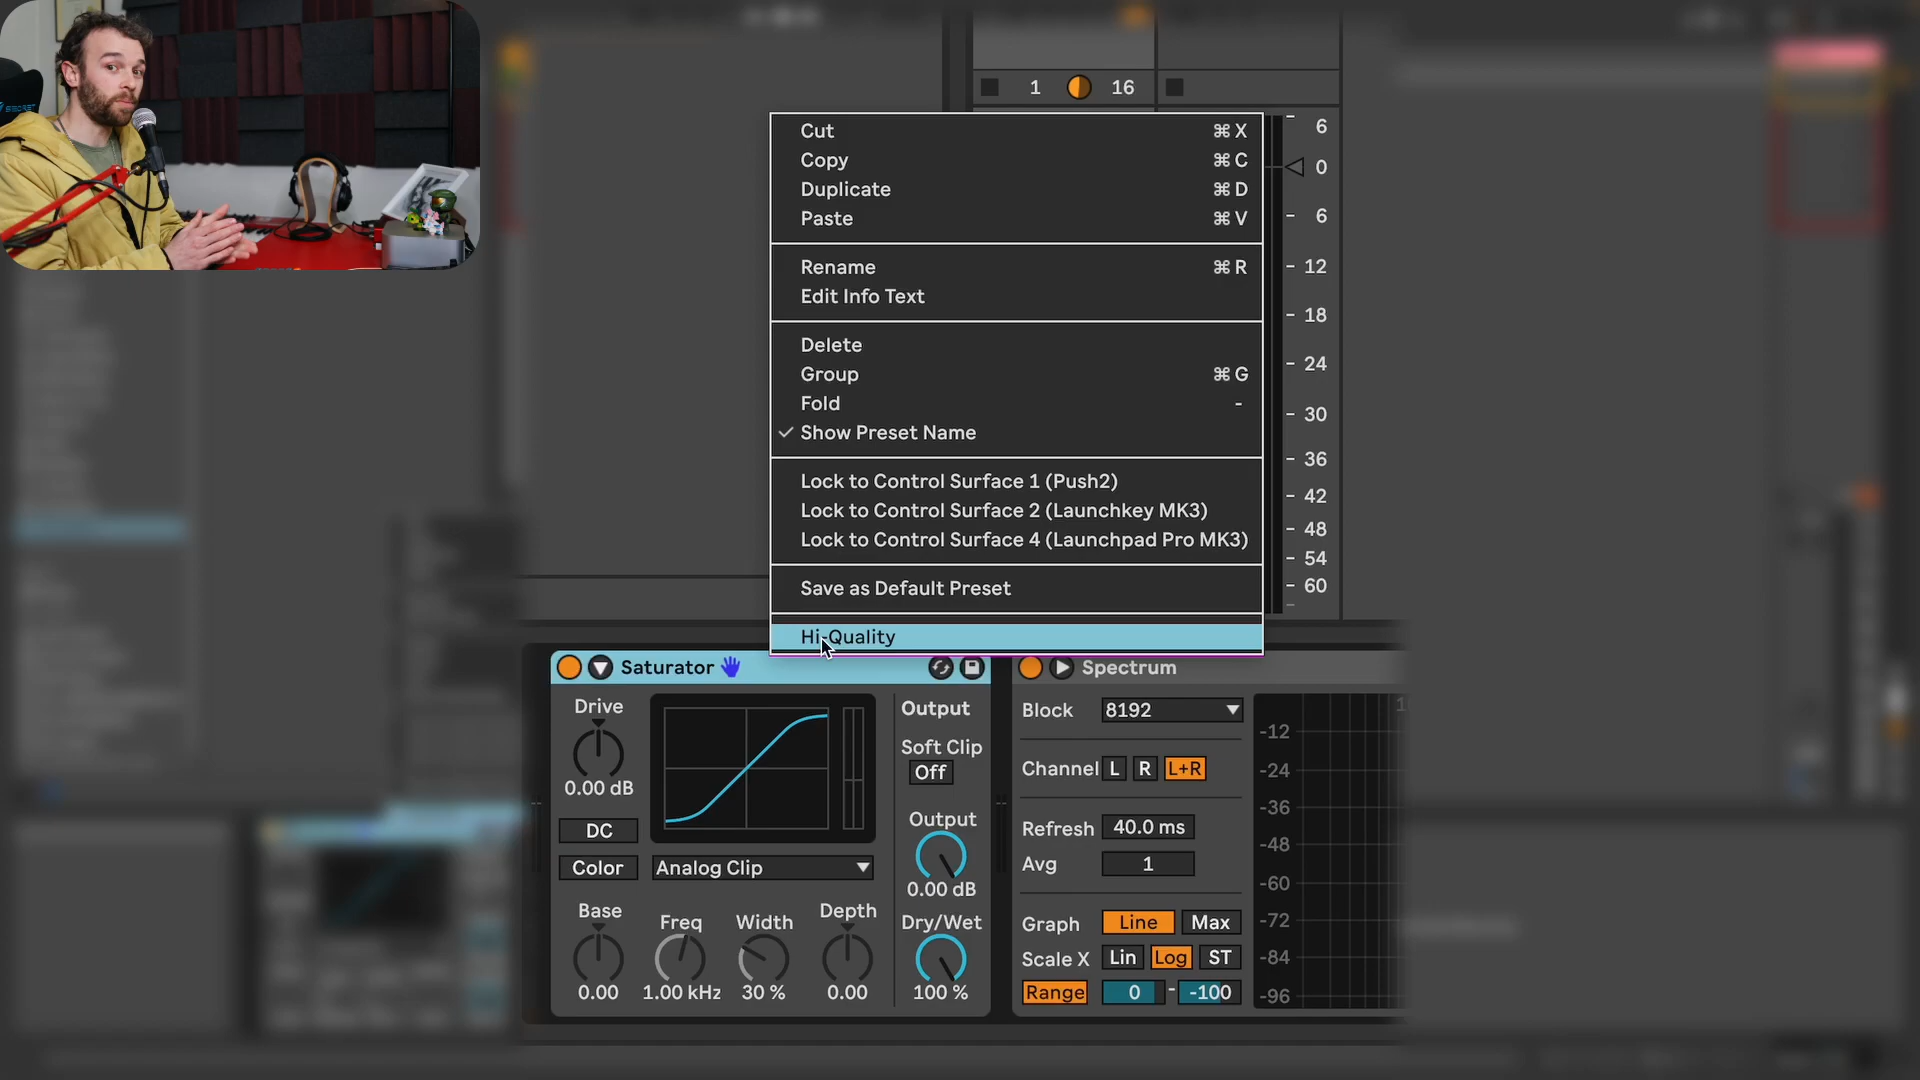 1 16
Cut ⌘ X
Copy ⌘ C
Duplicate ⌘ D
Paste ⌘ V
Rename ⌘ R
Edit Info Text
Delete
Group ⌘ G
Fold -
✓ Show Preset Name
Lock to Control Surface 1 (Push2)
Lock to Control Surface 2 (Launchkey MK3)
Lock to Control Surface 4 (Launchpad Pro MK3)
Save as Default Preset
Hi-Quality
6
0
6
12
18
24
30
36
42
48
54
60
Saturator
Drive
0.00 dB
DC
Color
Analog Clip
Base
0.00
Freq
1.00 kHz
Width
30 %
Depth
0.00
Output
Soft Clip
Off
Output
0.00 dB
Dry/Wet
100 %
Spectrum
Block 8192
Channel L R L+R
Refresh 40.0 ms
Avg 1
Graph Line Max
Scale X Lin Log ST
Range 0 - -100
-12
-24
-36
-48
-60
-72
-84
-96